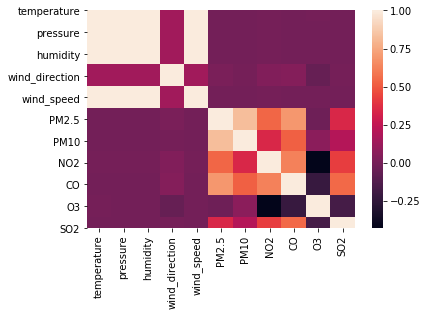 temperature
pressure
humidity
wind_direction
wind_speed
PM2.5
PM10
NO2
CO
O3
SO2
temperature
pressure
humidity
wind_direction
wind_speed
PM2.5
PM10
NO2
CO
O3
SO2
1.00
0.75
0.50
0.25
0.00
−0.25